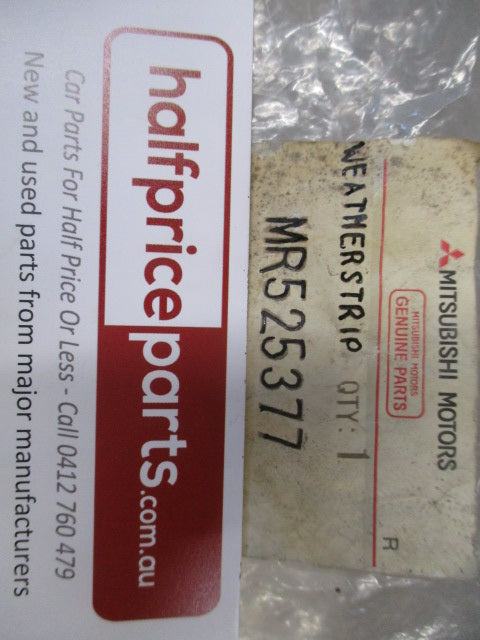 MITSUBISHI MOTORS
MITSUBISHI MOTORS
GENUINE PARTS
R
WEATHERSTRIP QTY: 1
MR525377
halfpriceparts.com.au
Car Parts For Half Price Or Less - Call 0412 760 479
New and used parts from major manufacturers